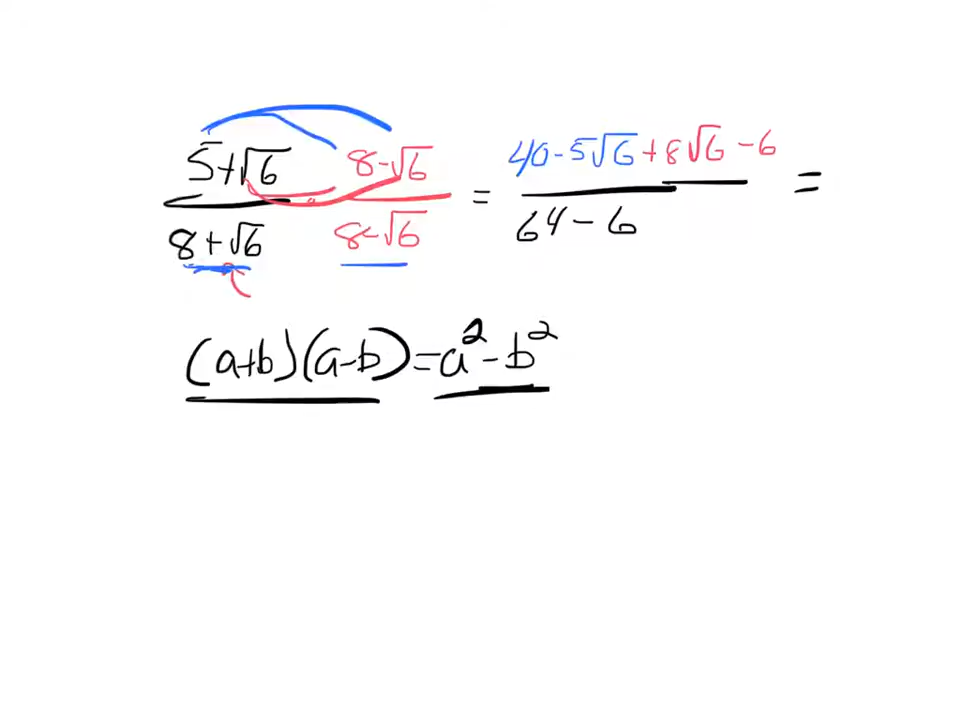 5+√6 8-√6 = 40-5√6+8√6-6 =
8+√6 8-√6 64-6
(a+b)(a-b)=a²-b²